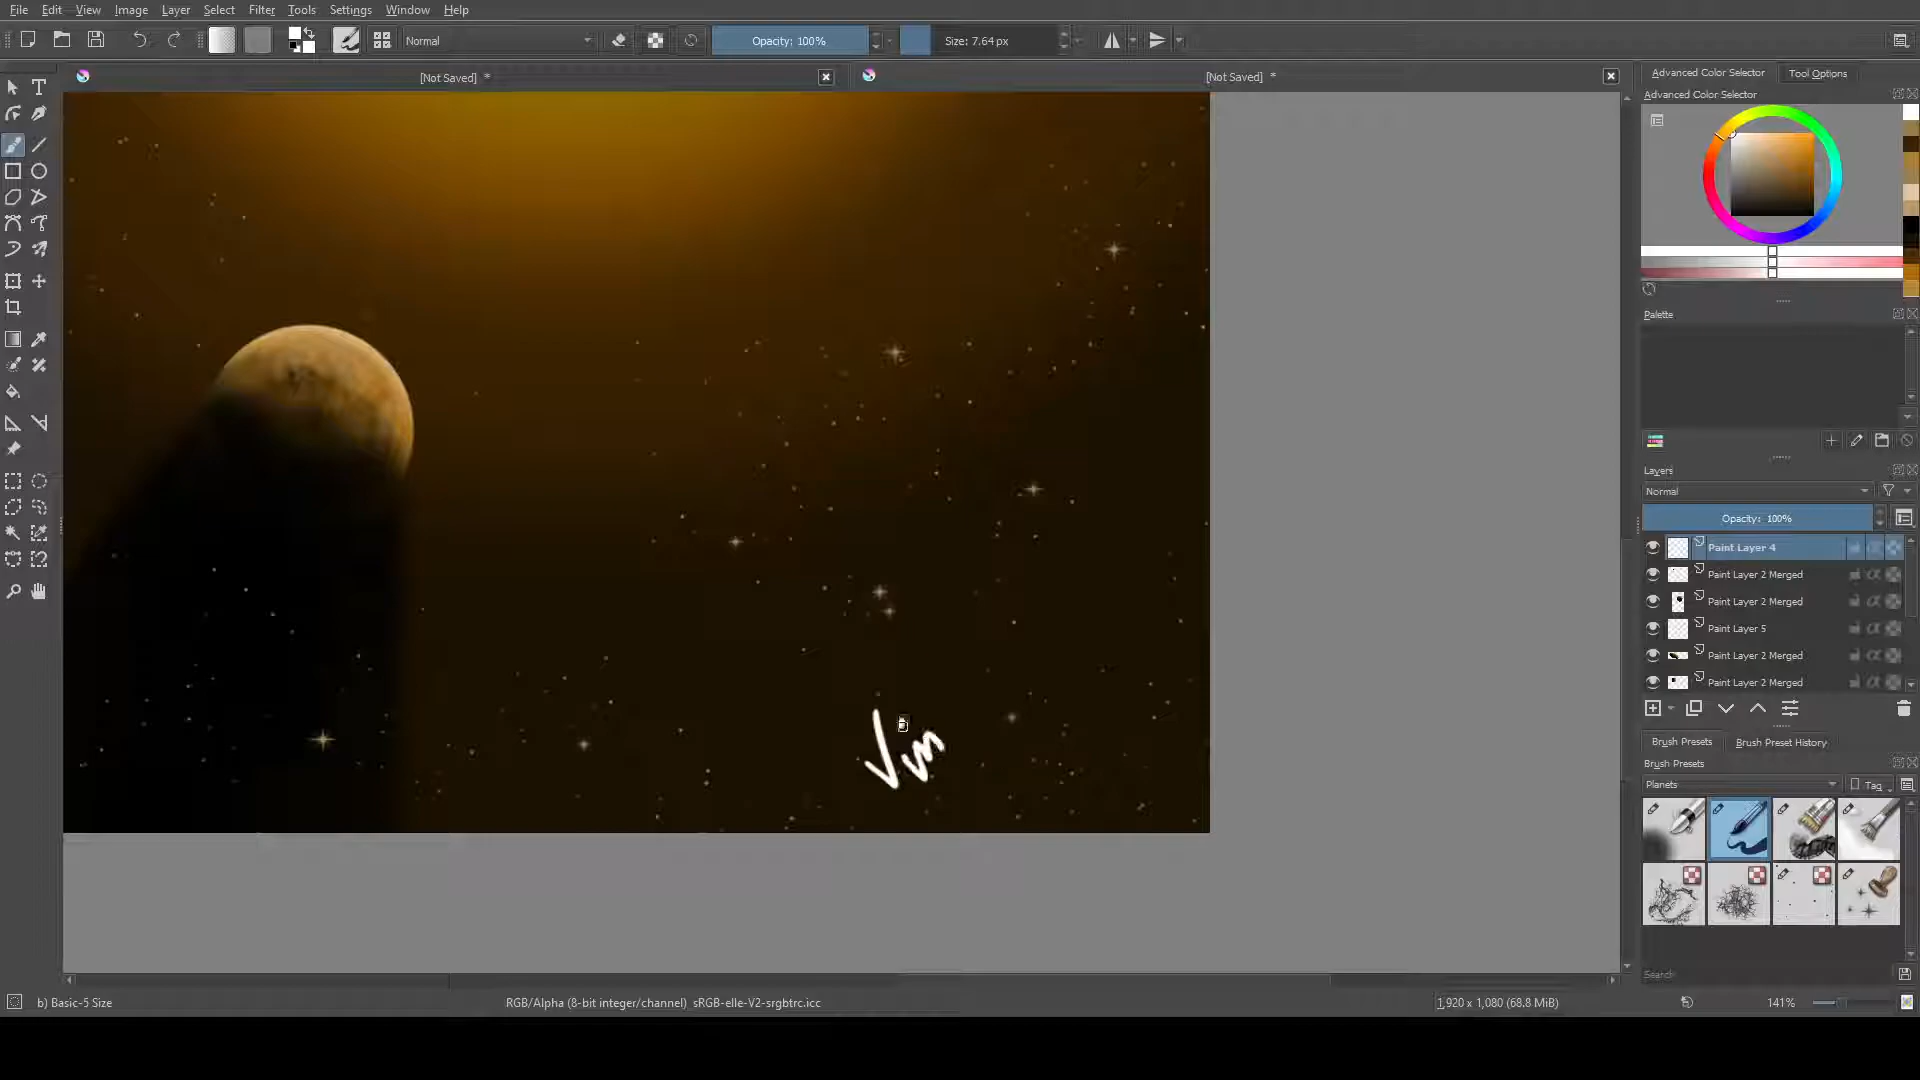 File Edit View Image Layer Select Filter Tools Settings Window Help
Normal Opacity: 100% Size: 7.64 px
[Not Saved] * [Not Saved] *
Advanced Color Selector Tool Options
Advanced Color Selector
Palette
Layers
Normal
Opacity: 100%
Paint Layer 4
Paint Layer 2 Merged
Paint Layer 2 Merged
Paint Layer 5
Paint Layer 2 Merged
Paint Layer 2 Merged
Vim
Brush Presets Brush Preset History
Brush Presets
Planets Tag
Search
b) Basic-5 Size RGB/Alpha (8-bit integer/channel) sRGB-elle-V2-srgbtrc.icc 1,920 x 1,080 (68.8 MiB) 141%